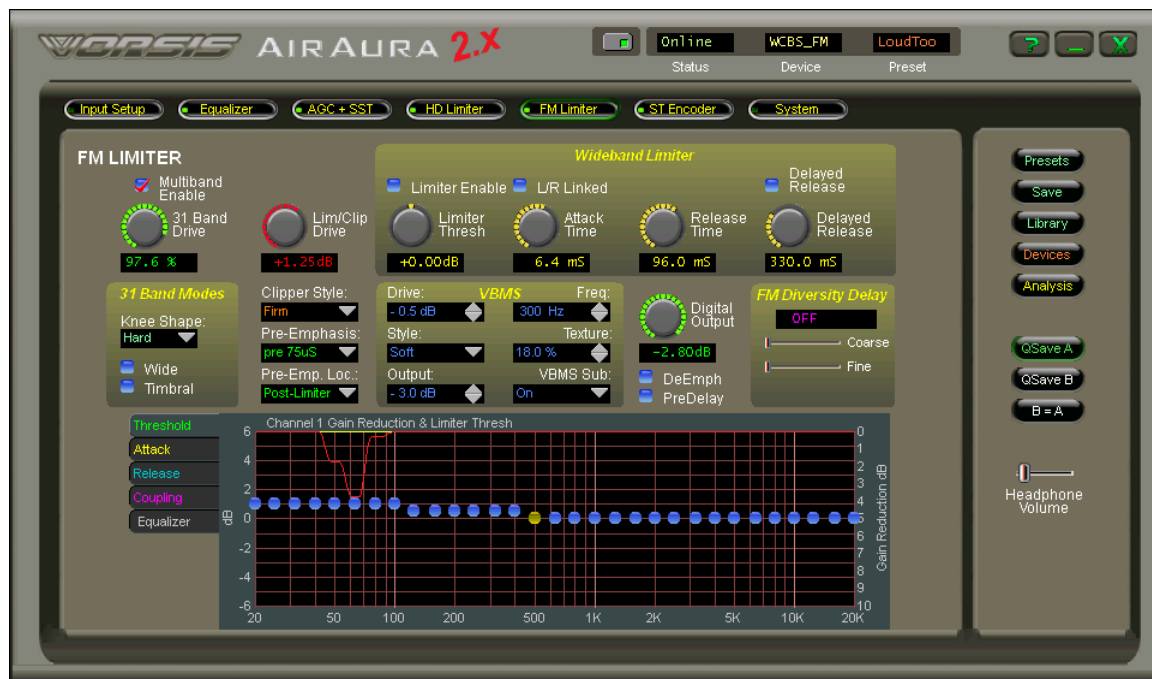 VORSIS AIRAURA 2.X
Online WCBS_FM LoudToo
Status Device Preset
? _ X
Input Setup Equalizer AGC + SST HD Limiter FM Limiter ST Encoder System
FM LIMITER
Multiband
Enable
31 Band
Drive
97.6 %
Lim/Clip
Drive
+1.25dB
Wideband Limiter
Limiter Enable L/R Linked
Delayed
Release
Limiter
Thresh
+0.00dB
Attack
Time
6.4 mS
Release
Time
96.0 mS
Delayed
Release
330.0 mS
31 Band Modes
Knee Shape:
Hard
Wide
Timbral
Clipper Style:
Firm
Pre-Emphasis:
pre 75uS
Pre-Emp. Loc.:
Post-Limiter
Drive: VBMS Freq:
- 0.5 dB 300 Hz
Style: Texture:
Soft 18.0 %
Output: VBMS Sub:
- 3.0 dB On
Digital
Output
-2.80dB
DeEmph
PreDelay
FM Diversity Delay
OFF
Coarse
Fine
Threshold
Attack
Release
Coupling
Equalizer
Channel 1 Gain Reduction & Limiter Thresh
dB
6
4
2
0
-2
-4
-6
20 50 100 200 500 1K 2K 5K 10K 20K
0
1
2
3
4
5
6
7
8
9
10
Gain Reduction dB
Presets
Save
Library
Devices
Analysis
QSave A
QSave B
B = A
Headphone
Volume